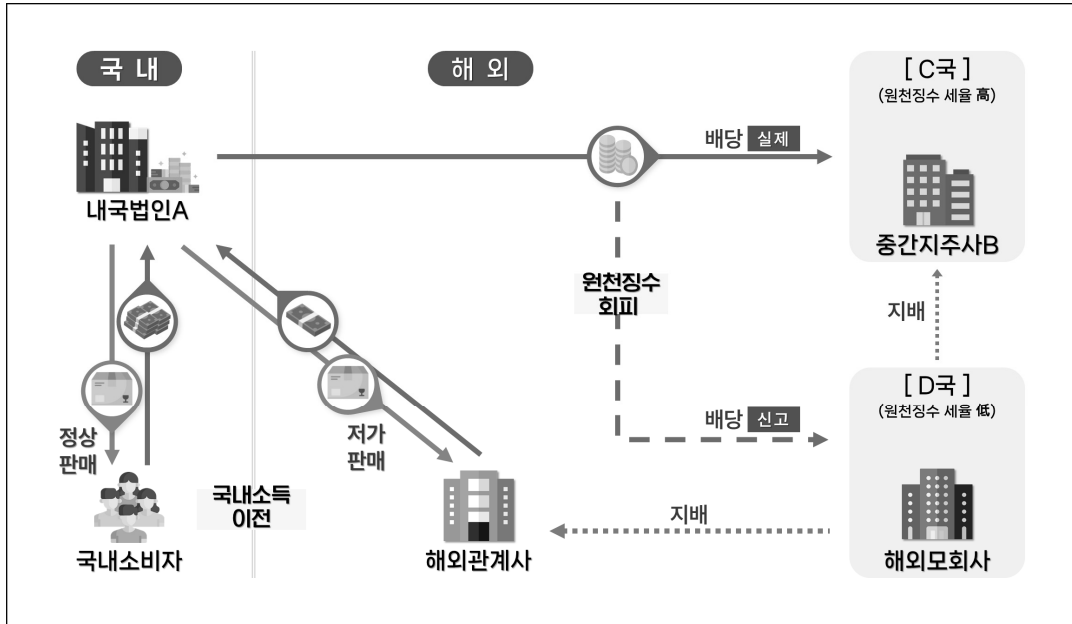 국 내
해 외
[ C국 ]
(원천징수 세율 高)
배당 실제
내국법인A
중간지주사B
원천징수
회피
지배
[ D국 ]
(원천징수 세율 低)
배당 신고
정상
판매
저가
판매
국내소득
이전
지배
국내소비자
해외관계사
해외모회사